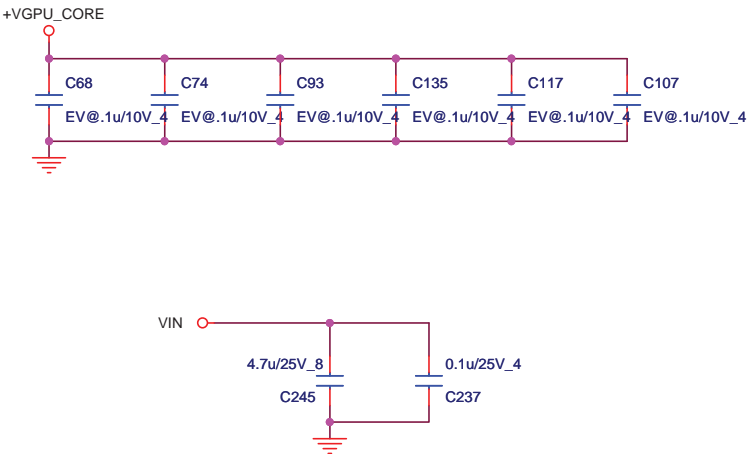 +VGPU_CORE
C68 C74 C93 C135 C117 C107
EV@.1u/10V_4 EV@.1u/10V_4 EV@.1u/10V_4 EV@.1u/10V_4 EV@.1u/10V_4 EV@.1u/10V_4
VIN
4.7u/25V_8 0.1u/25V_4
C245 C237